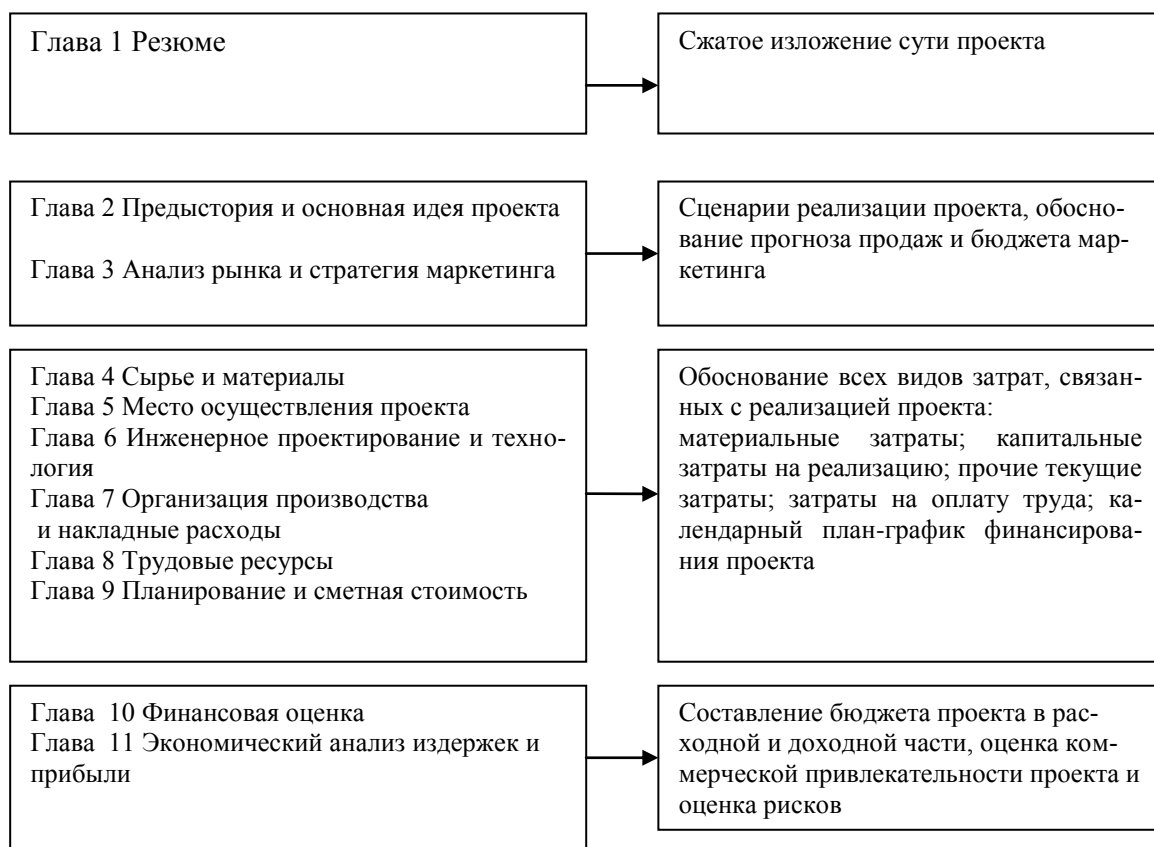 Глава 1 Резюме
Сжатое изложение сути проекта
Глава 2 Предыстория и основная идея проекта
Глава 3 Анализ рынка и стратегия маркетинга
Сценарии реализации проекта, обосно-
вание прогноза продаж и бюджета мар-
кетинга
Глава 4 Сырье и материалы
Глава 5 Место осуществления проекта
Глава 6 Инженерное проектирование и техно-
логия
Глава 7 Организация производства
и накладные расходы
Глава 8 Трудовые ресурсы
Глава 9 Планирование и сметная стоимость
Обоснование всех видов затрат, связан-
ных с реализацией проекта:
материальные затраты; капитальные
затраты на реализацию; прочие текущие
затраты; затраты на оплату труда; ка-
лендарный план-график финансирова-
ния проекта
Глава 10 Финансовая оценка
Глава 11 Экономический анализ издержек и
прибыли
Составление бюджета проекта в рас-
ходной и доходной части, оценка ком-
мерческой привлекательности проекта и
оценка рисков